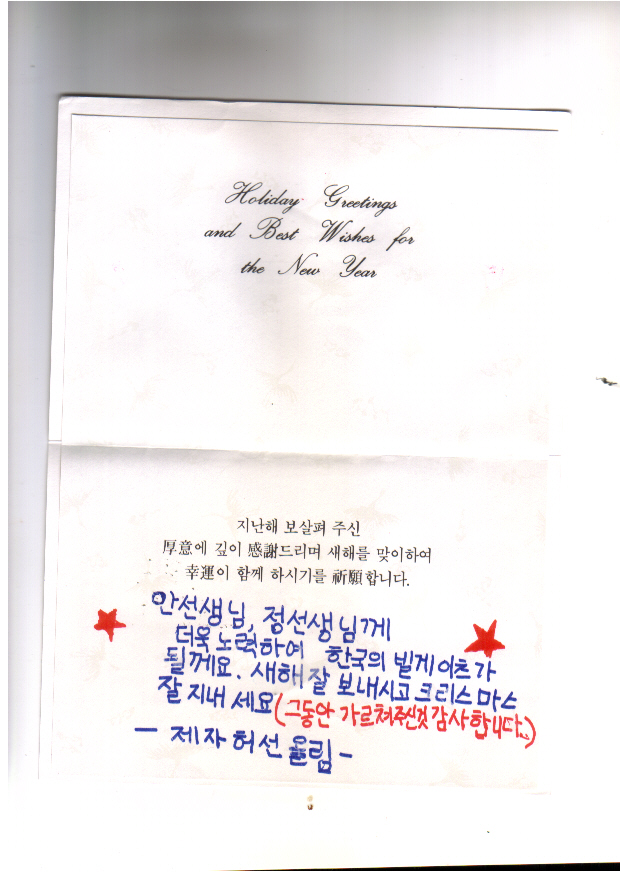 Holiday Greetings
and Best Wishes for
the New Year
지난해 보살펴 주신
厚意에 깊이 感謝드리며 새해를 맞이하여
幸運이 함께 하시기를 祈願합니다.
안선생님, 정선생님께
더욱 노력하여 한국의 빌게이츠가
될께요. 새해 잘 보내시고 크리스마스
잘 지내세요(그동안 가르쳐주신것 감사합니다.)
- 제자 허선 올림 -